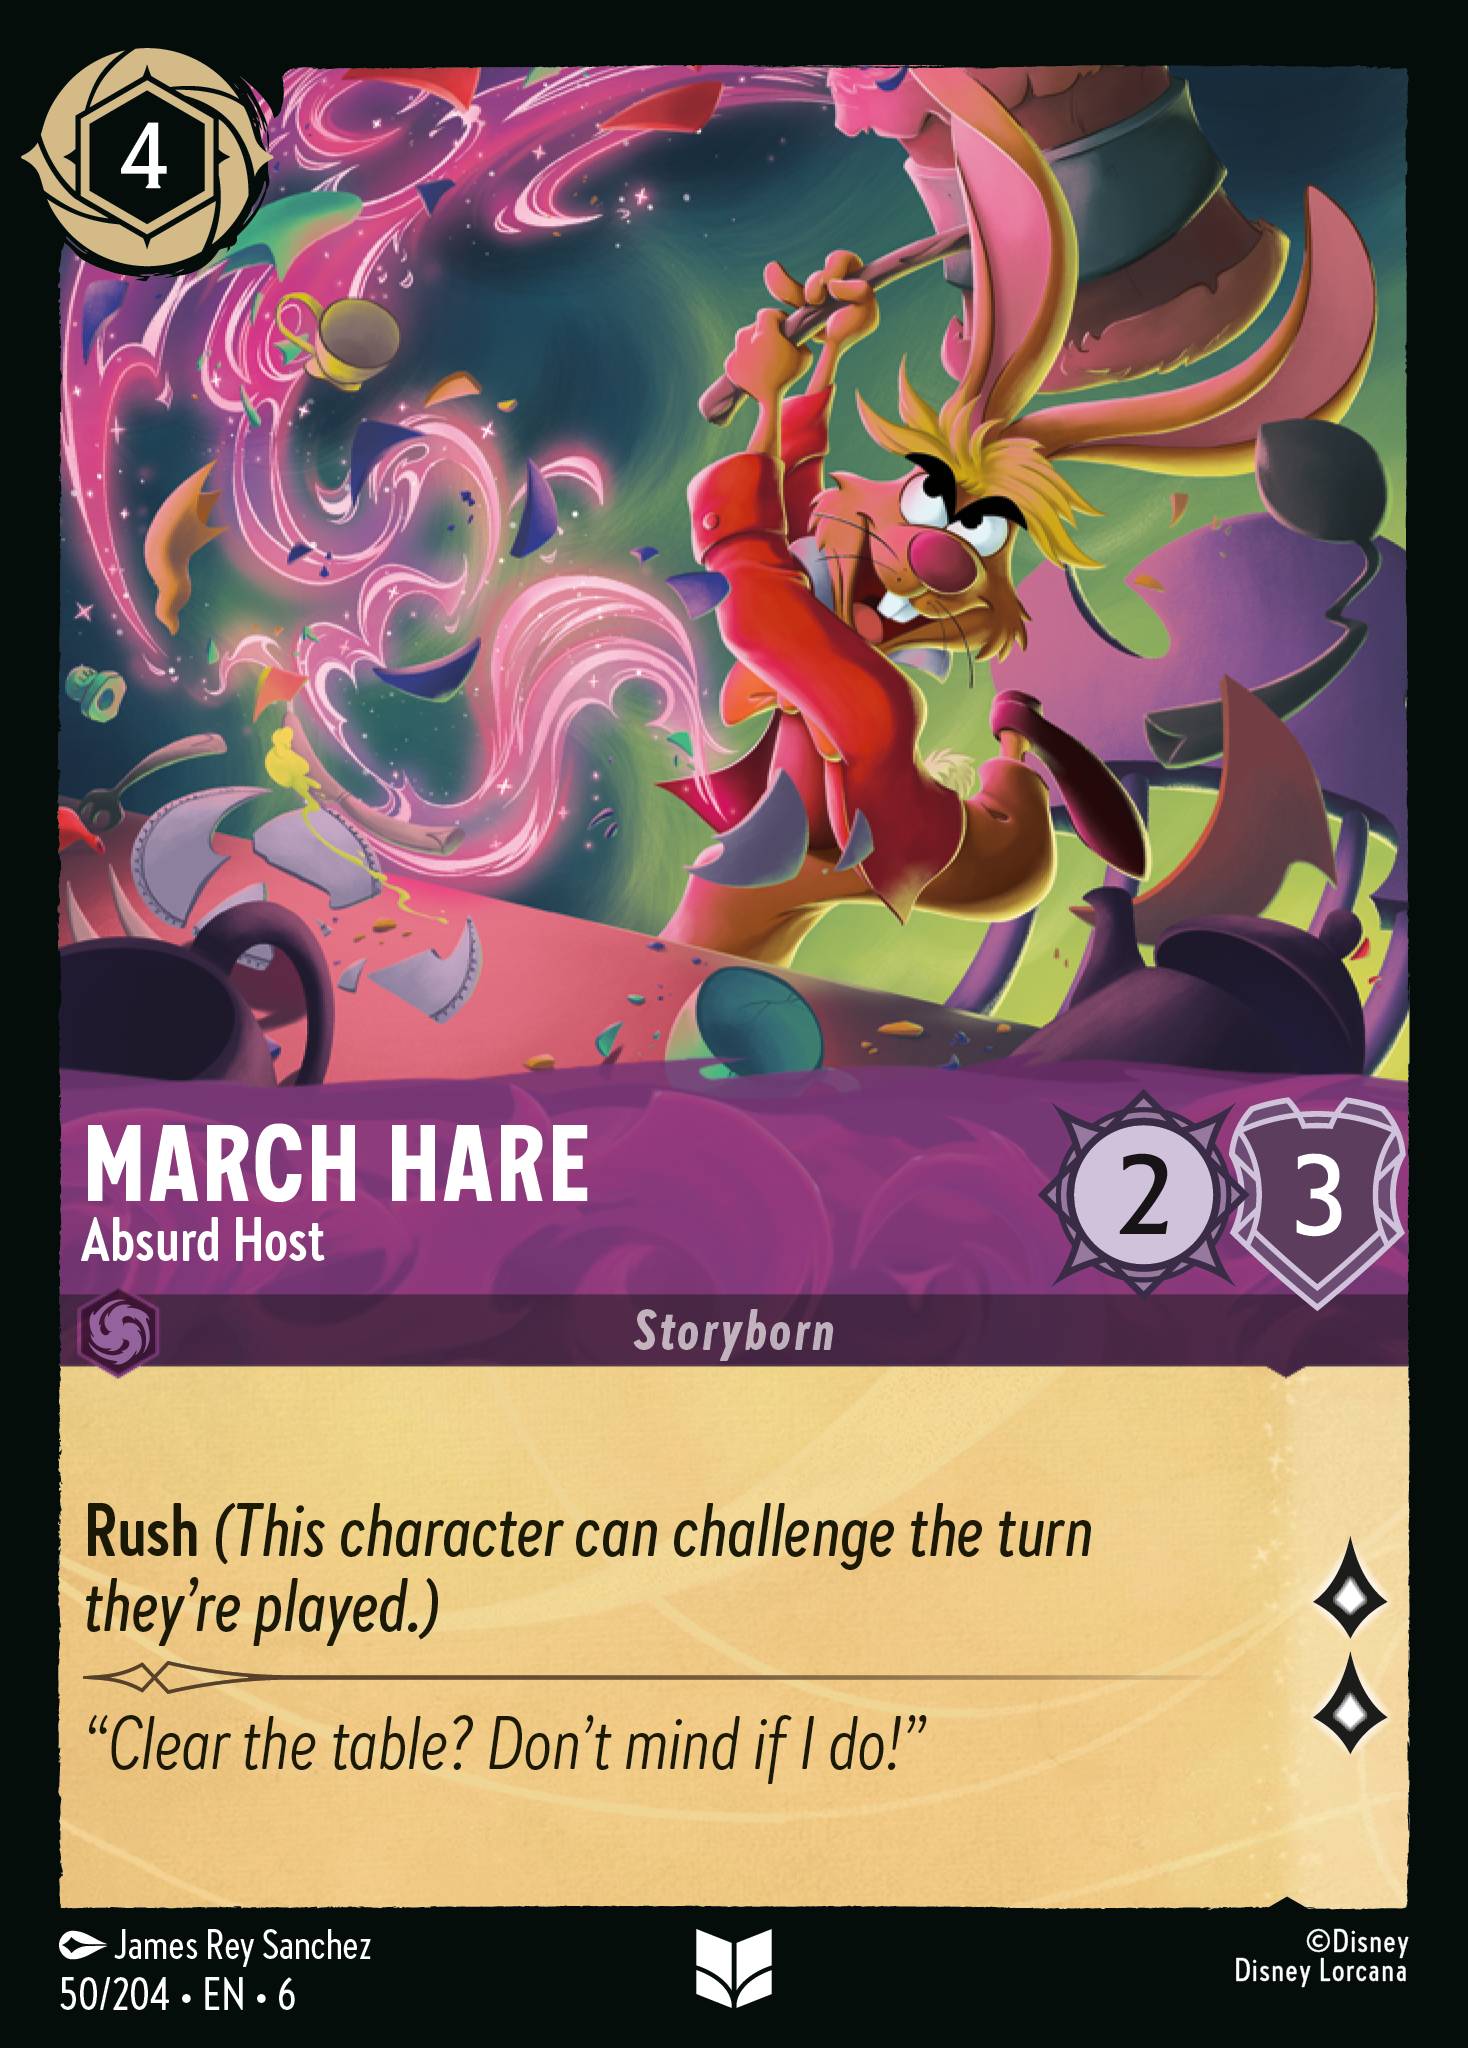 4
MARCH HARE
Absurd Host
2
3
Storyborn
Rush (This character can challenge the turn
they’re played.)
“Clear the table? Don’t mind if I do!”
James Rey Sanchez
50/204 • EN • 6
©Disney
Disney Lorcana